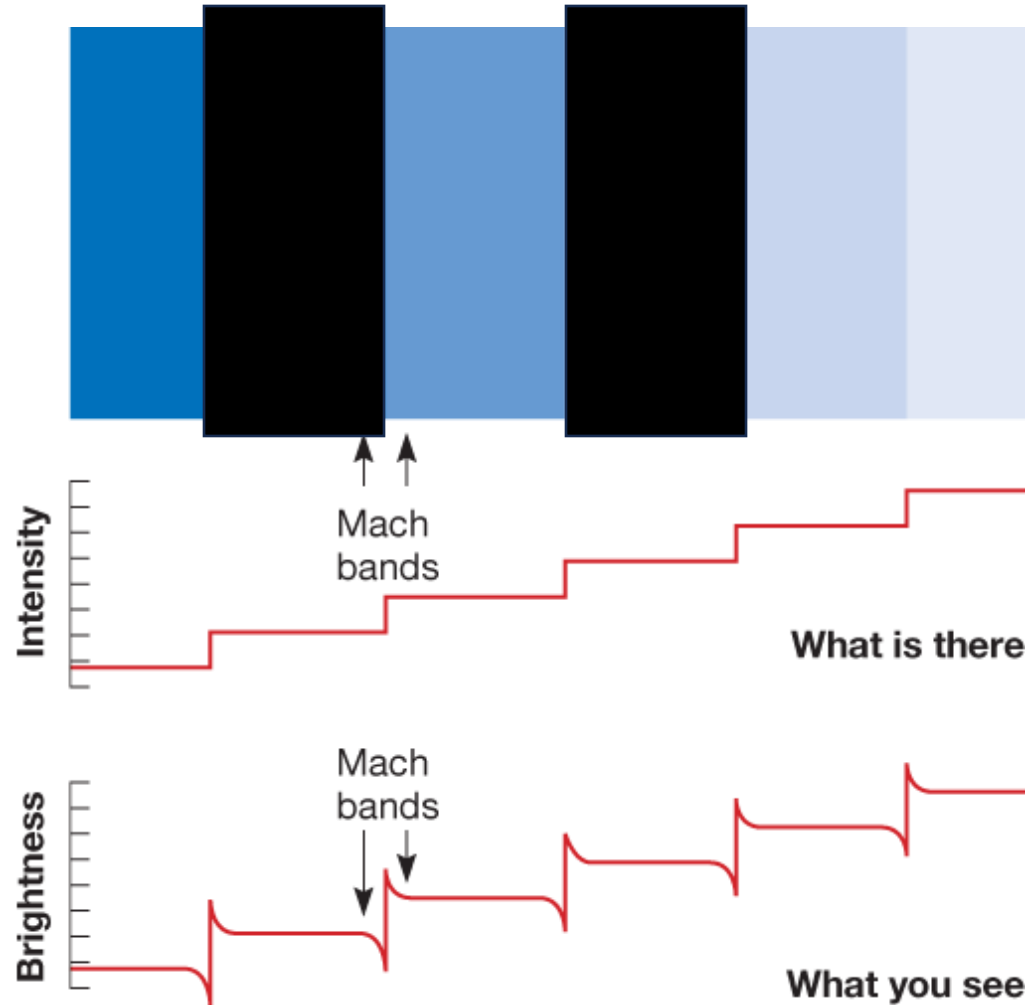 Mach
bands
Intensity
What is there
Mach
bands
Brightness
What you see